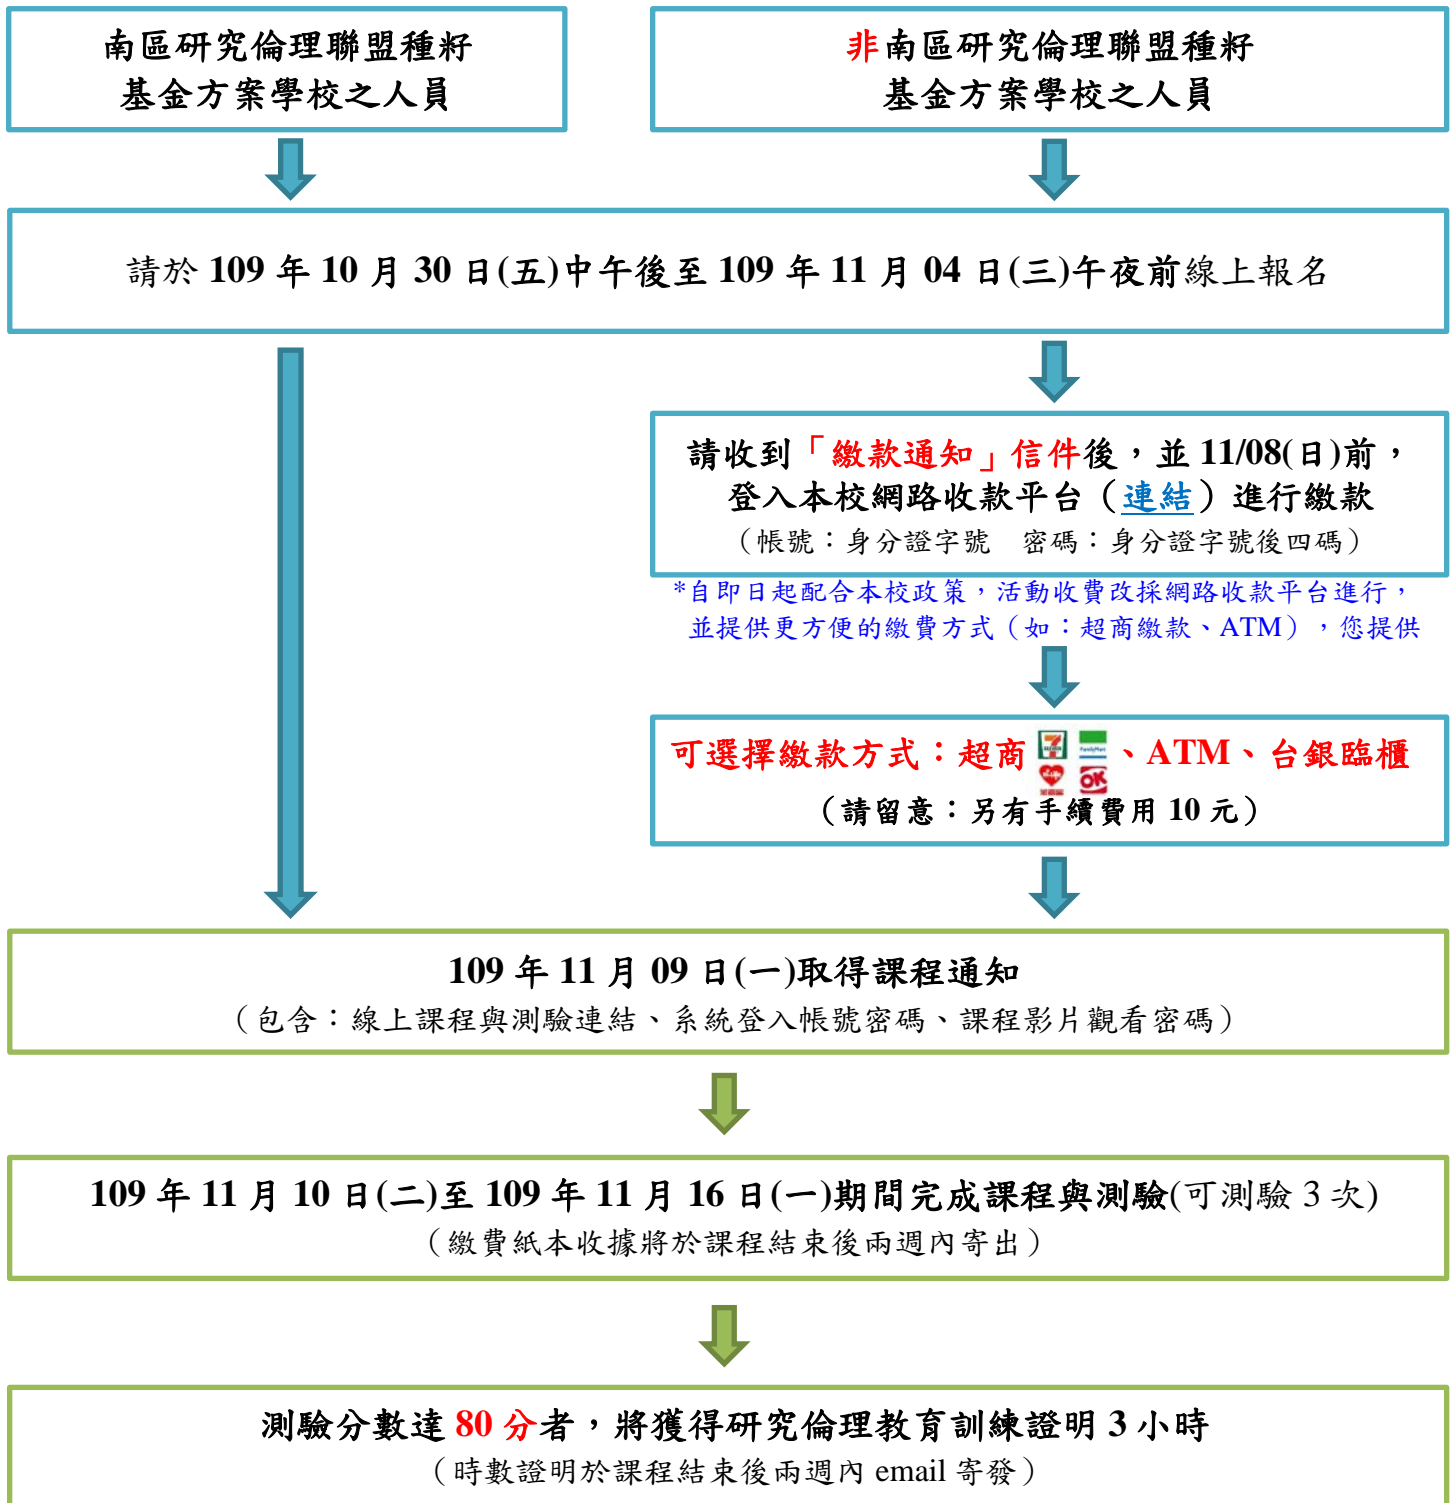 南區研究倫理聯盟種籽
基金方案學校之人員
非南區研究倫理聯盟種籽
基金方案學校之人員
請於 109 年 10 月 30 日(五)中午後至 109 年 11 月 04 日(三)午夜前線上報名
請收到「繳款通知」信件後，並 11/08(日)前，
登入本校網路收款平台（連結）進行繳款
（帳號：身分證字號　密碼：身分證字號後四碼）
*自即日起配合本校政策，活動收費改採網路收款平台進行，
並提供更方便的繳費方式（如：超商繳款、ATM），您提供
可選擇繳款方式：超商 7 FamilyMart OK 、ATM、台銀臨櫃
（請留意：另有手續費用 10 元）
109 年 11 月 09 日(一)取得課程通知
（包含：線上課程與測驗連結、系統登入帳號密碼、課程影片觀看密碼）
109 年 11 月 10 日(二)至 109 年 11 月 16 日(一)期間完成課程與測驗(可測驗 3 次)
（繳費紙本收據將於課程結束後兩週內寄出）
測驗分數達 80 分者，將獲得研究倫理教育訓練證明 3 小時
（時數證明於課程結束後兩週內 email 寄發）